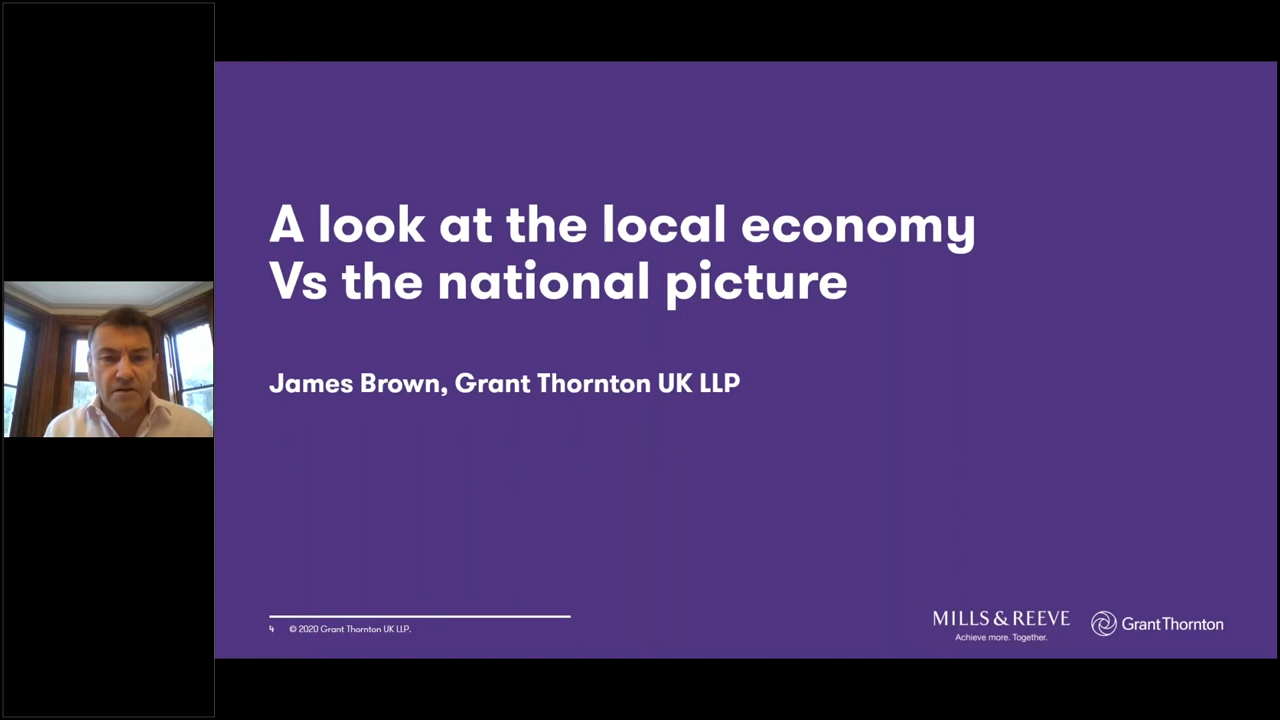 A look at the local economy
Vs the national picture
James Brown, Grant Thornton UK LLP
4 © 2020 Grant Thornton UK LLP.
MILLS & REEVE
Achieve more. Together.
Grant Thornton